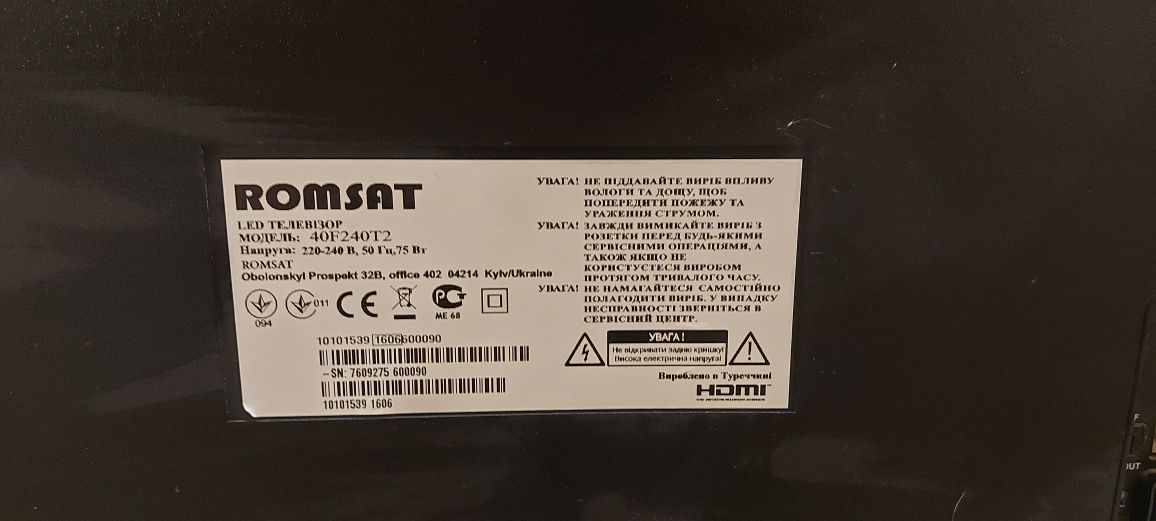 ROMSAT
LED ТЕЛЕВІЗОР
МОДЕЛЬ: 40F240T2
Напруга: 220-240 В, 50 Гц,75 Вт
ROMSAT
Obolonskyi Prospekt 32B, office 402 04214 Kyiv/Ukraine
094
011
CE
РСТ
ME 68
10101539 1606600090
SN: 7609275 600090
10101539 1606
УВАГА! НЕ ПІДДАВАЙТЕ ВИРІБ ВПЛИВУ
ВОЛОГИ ТА ДОЩУ, ЩОБ
ПОПЕРЕДИТИ ПОЖЕЖУ ТА
УРАЖЕННЯ СТРУМОМ.
УВАГА! ЗАВЖДИ ВИМИКАЙТЕ ВИРІБ З
РОЗЕТКИ ПЕРЕД БУДЬ-ЯКИМИ
СЕРВІСНИМИ ОПЕРАЦІЯМИ, А
ТАКОЖ ЯКЩО НЕ
КОРИСТУЄТЕСЯ ВИРОБОМ
ПРОТЯГОМ ТРИВАЛОГО ЧАСУ.
УВАГА! НЕ НАМАГАЙТЕСЯ САМОСТІЙНО
ПОЛАГОДИТИ ВИРІБ. У ВИПАДКУ
НЕСПРАВНОСТІ ЗВЕРНІТЬСЯ В
СЕРВІСНИЙ ЦЕНТР.
УВАГА!
Не відкривати задню кришку!
Висока електрична напруга!
Вироблено в Туреччині
HDMI
OUT